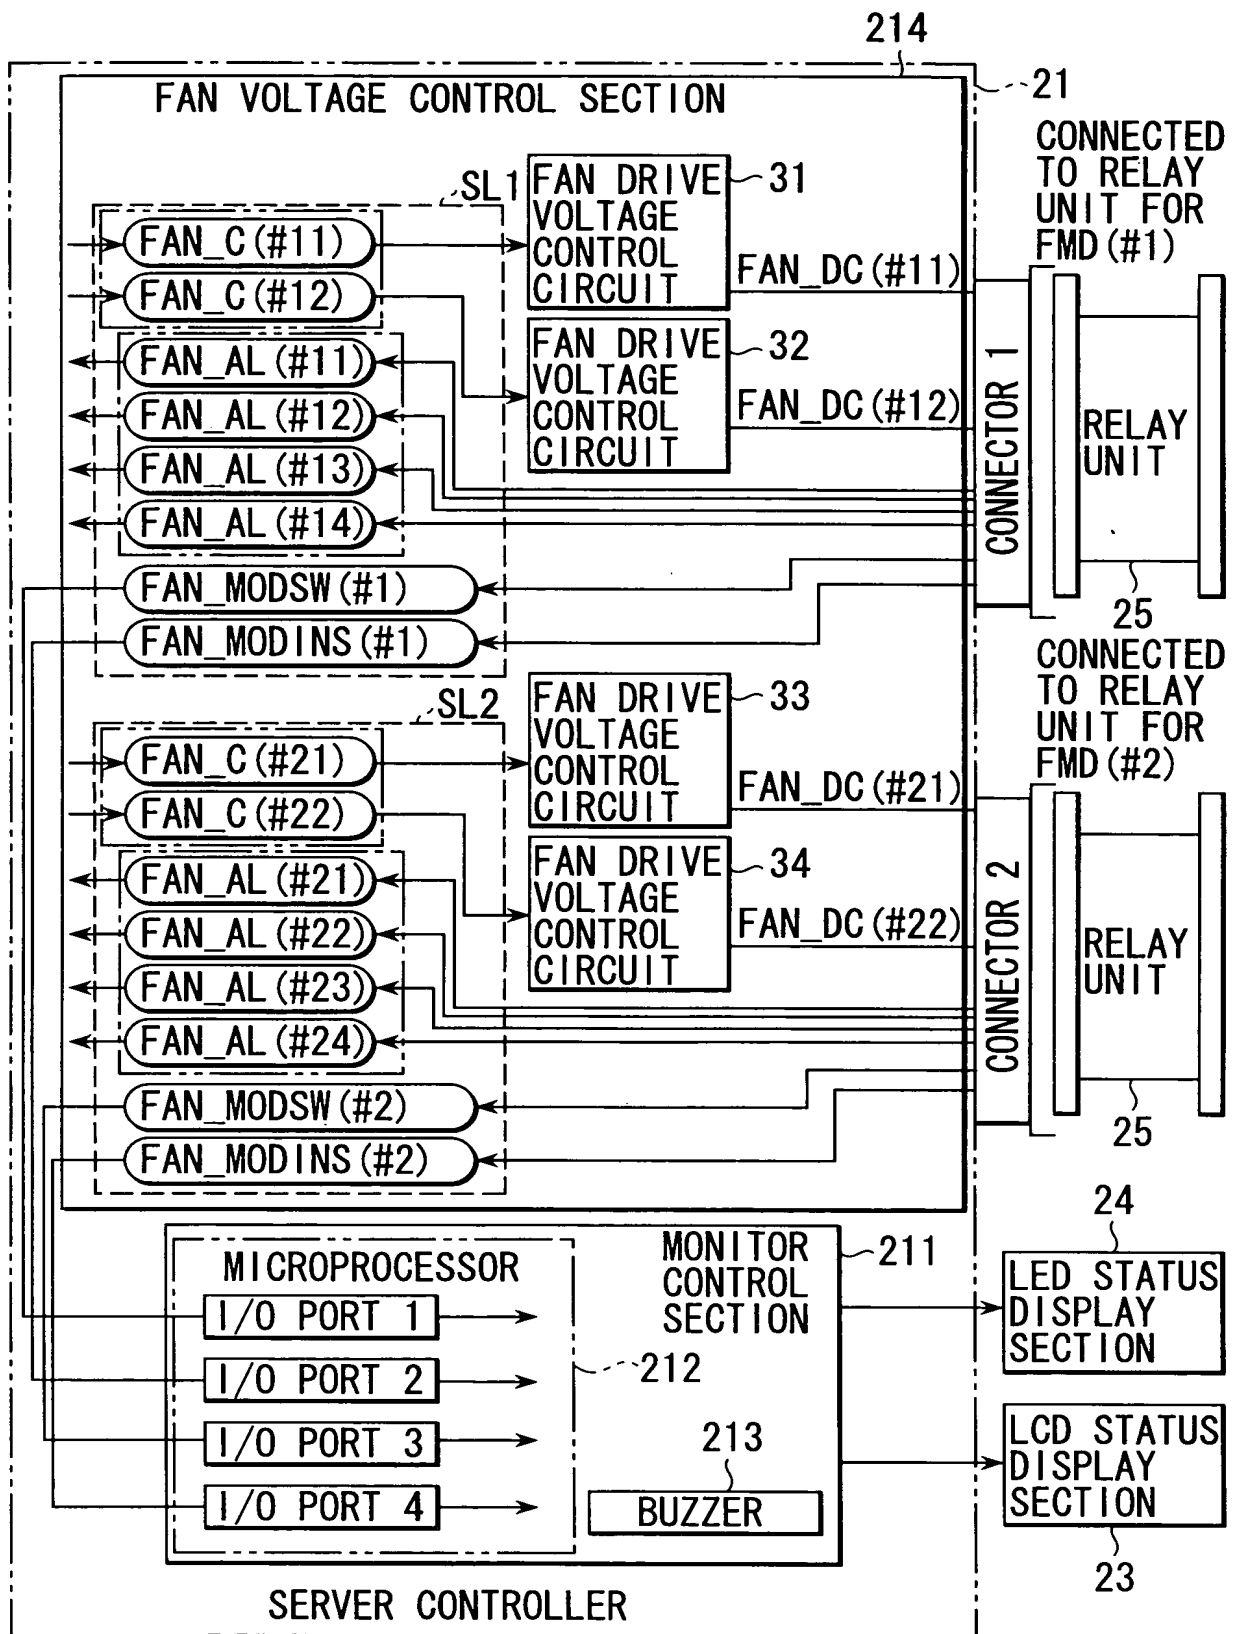 214
FAN VOLTAGE CONTROL SECTION
21
CONNECTED
TO RELAY
UNIT FOR
FMD(#1)
SL1
FAN_C(#11)
FAN_C(#12)
FAN_AL(#11)
FAN_AL(#12)
FAN_AL(#13)
FAN_AL(#14)
FAN_MODSW(#1)
FAN_MODINS(#1)
FAN DRIVE
VOLTAGE
CONTROL
CIRCUIT
31
FAN_DC(#11)
FAN DRIVE
VOLTAGE
CONTROL
CIRCUIT
32
FAN_DC(#12)
CONNECTOR 1
RELAY
UNIT
25
CONNECTED
TO RELAY
UNIT FOR
FMD(#2)
SL2
FAN_C(#21)
FAN_C(#22)
FAN_AL(#21)
FAN_AL(#22)
FAN_AL(#23)
FAN_AL(#24)
FAN_MODSW(#2)
FAN_MODINS(#2)
FAN DRIVE
VOLTAGE
CONTROL
CIRCUIT
33
FAN_DC(#21)
FAN DRIVE
VOLTAGE
CONTROL
CIRCUIT
34
FAN_DC(#22)
CONNECTOR 2
RELAY
UNIT
25
MICROPROCESSOR
I/O PORT 1
I/O PORT 2
I/O PORT 3
I/O PORT 4
212
MONITOR
CONTROL
SECTION
211
213
BUZZER
24
LED STATUS
DISPLAY
SECTION
LCD STATUS
DISPLAY
SECTION
23
SERVER CONTROLLER